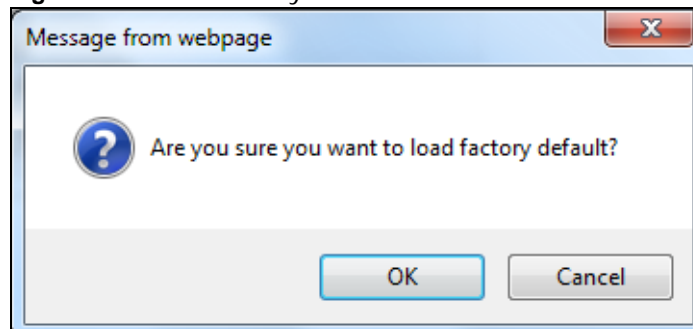 Message from webpage
Are you sure you want to load factory default?
OK
Cancel